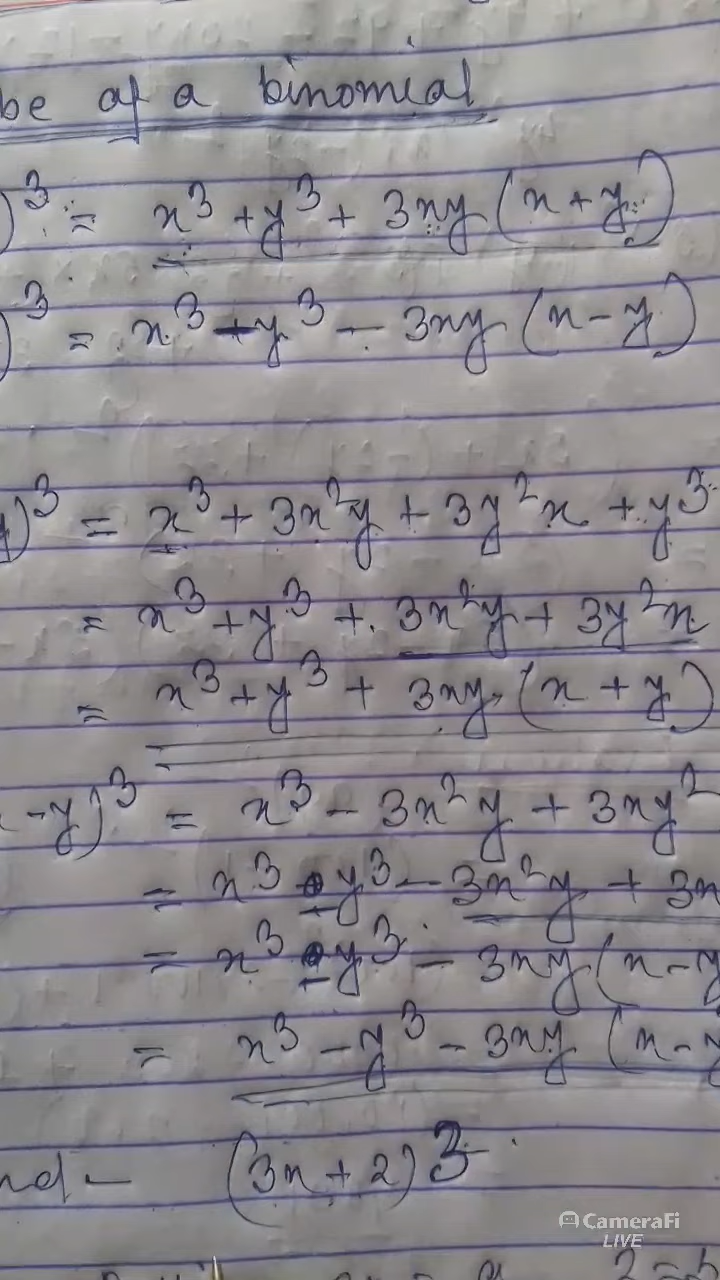 be of a binomial
)³ = x³ + y³ + 3xy (x + y)
)³ = x³ - y³ - 3xy (x - y)
y)³ = x³ + 3x²y + 3y²x + y³
= x³ + y³ + 3x²y + 3y²x
= x³ + y³ + 3xy (x + y)
-y)³ = x³ - 3x²y + 3xy²
= x³ - y³ - 3x²y + 3x
= x³ - y³ - 3xy (x - y
= x³ - y³ - 3xy (x - y
nd - (3x + 2)³
CameraFi
LIVE